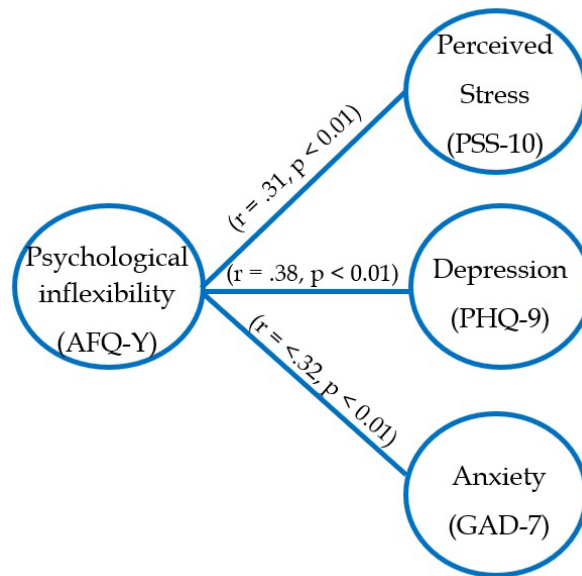 Perceived
Stress
(PSS-10)
(r = .31, p < 0.01)
Psychological
inflexibility
(AFQ-Y)
(r = .38, p < 0.01)
Depression
(PHQ-9)
(r = <.32, p < 0.01)
Anxiety
(GAD-7)